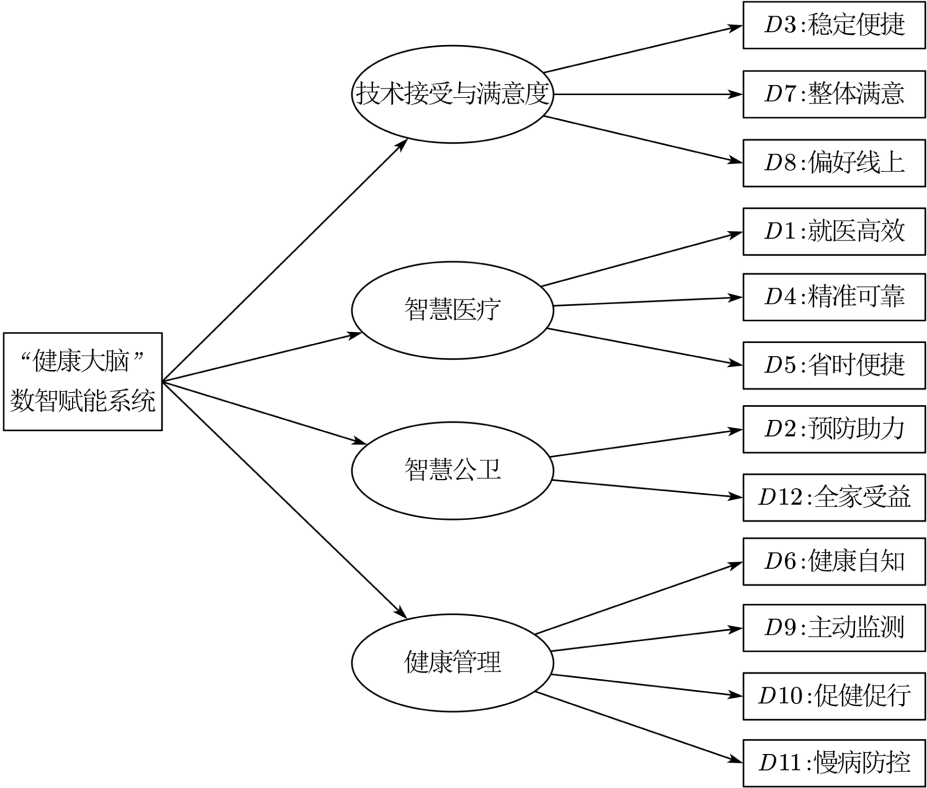 “健康大脑”
数智赋能系统
技术接受与满意度
智慧医疗
智慧公卫
健康管理
D3:稳定便捷
D7:整体满意
D8:偏好线上
D1:就医高效
D4:精准可靠
D5:省时便捷
D2:预防助力
D12:全家受益
D6:健康自知
D9:主动监测
D10:促健促行
D11:慢病防控